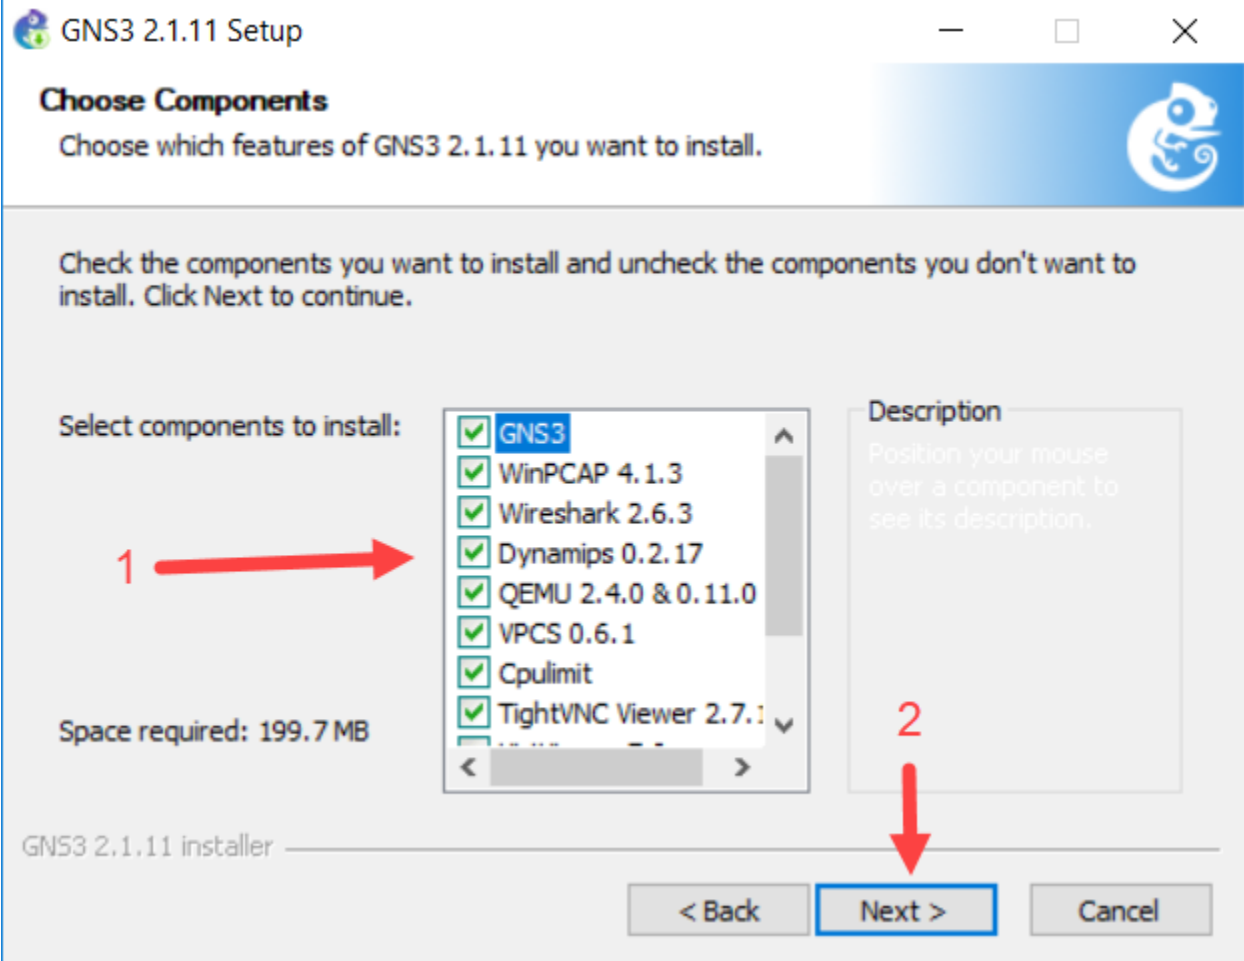 GNS3 2.1.11 Setup
Choose Components
Choose which features of GNS3 2.1.11 you want to install.
Check the components you want to install and uncheck the components you don't want to
install. Click Next to continue.
Select components to install:
GNS3
WinPCAP 4.1.3
Wireshark 2.6.3
Dynamips 0.2.17
QEMU 2.4.0 & 0.11.0
VPCS 0.6.1
Cpulimit
TightVNC Viewer 2.7.1
Description
Position your mouse
over a component to
see its description.
1
Space required: 199.7 MB
2
GNS3 2.1.11 installer
< Back
Next >
Cancel